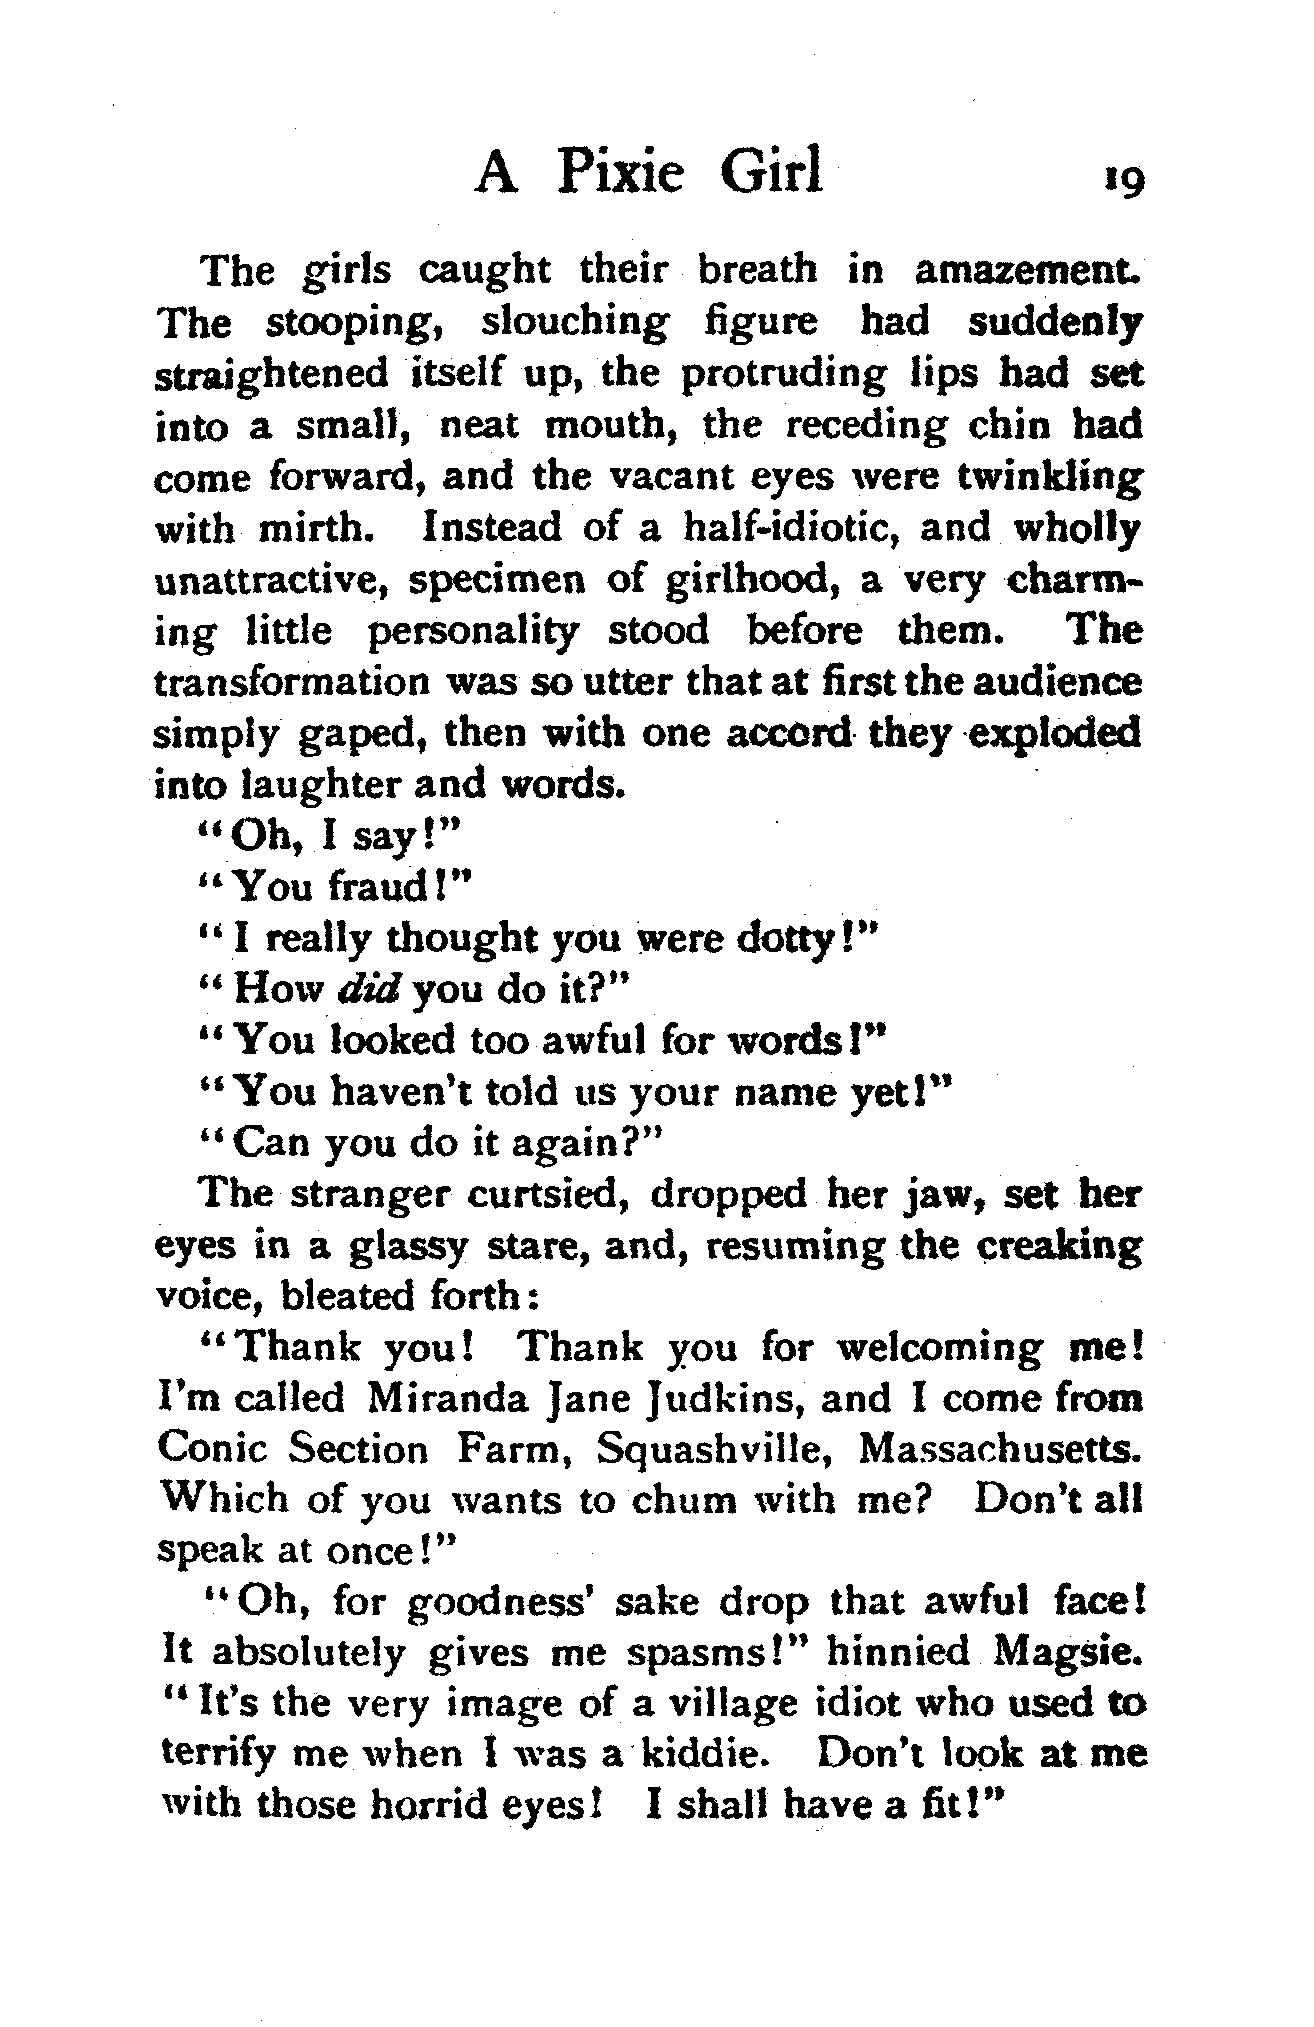 A Pixie Girl 19
The girls caught their breath in amazement.
The stooping, slouching figure had suddenly
straightened itself up, the protruding lips had set
into a small, neat mouth, the receding chin had
come forward, and the vacant eyes were twinkling
with mirth. Instead of a half-idiotic, and wholly
unattractive, specimen of girlhood, a very charm-
ing little personality stood before them. The
transformation was so utter that at first the audience
simply gaped, then with one accord they exploded
into laughter and words.
"Oh, I say!"
"You fraud!"
"I really thought you were dotty!"
"How did you do it?"
"You looked too awful for words!"
"You haven't told us your name yet!"
"Can you do it again?"
The stranger curtsied, dropped her jaw, set her
eyes in a glassy stare, and, resuming the creaking
voice, bleated forth:
"Thank you! Thank you for welcoming me!
I'm called Miranda Jane Judkins, and I come from
Conic Section Farm, Squashville, Massachusetts.
Which of you wants to chum with me? Don't all
speak at once!"
"Oh, for goodness' sake drop that awful face!
It absolutely gives me spasms!" hinnied Magsie.
"It's the very image of a village idiot who used to
terrify me when I was a kiddie. Don't look at me
with those horrid eyes! I shall have a fit!"